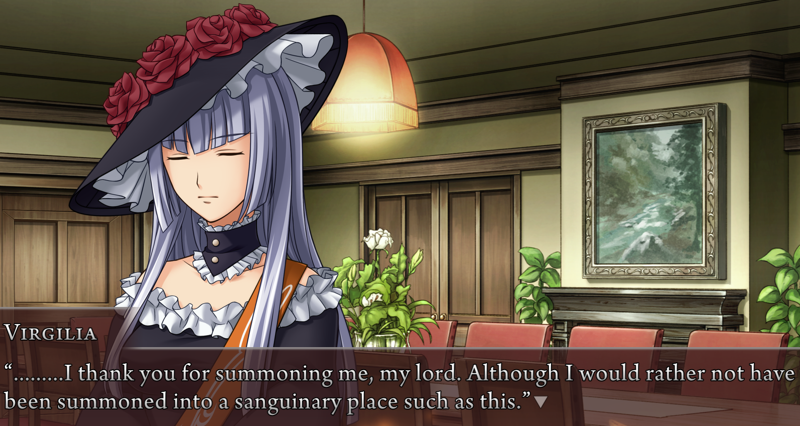 Virgilia
“.........I thank you for summoning me, my lord. Although I would rather not have
been summoned into a sanguinary place such as this.”